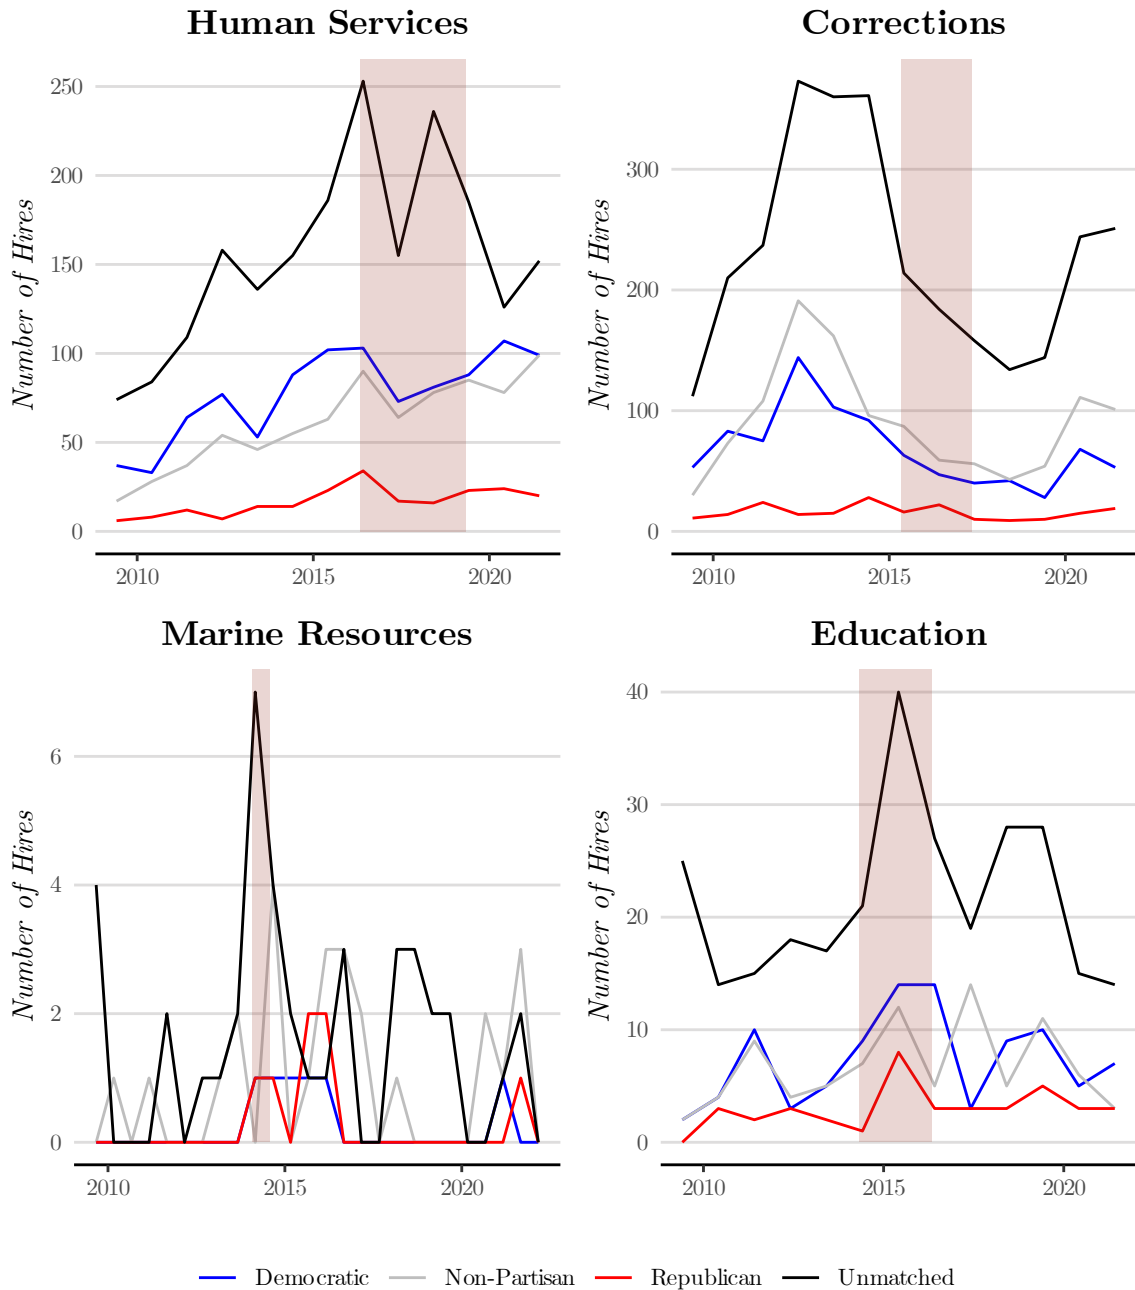 Human Services
Number of Hires
250
200
150
100
50
0
2010 2015 2020
Corrections
Number of Hires
300
200
100
0
2010 2015 2020
Marine Resources
Number of Hires
6
4
2
0
2010 2015 2020
Education
Number of Hires
40
30
20
10
0
2010 2015 2020
Democratic Non-Partisan Republican Unmatched